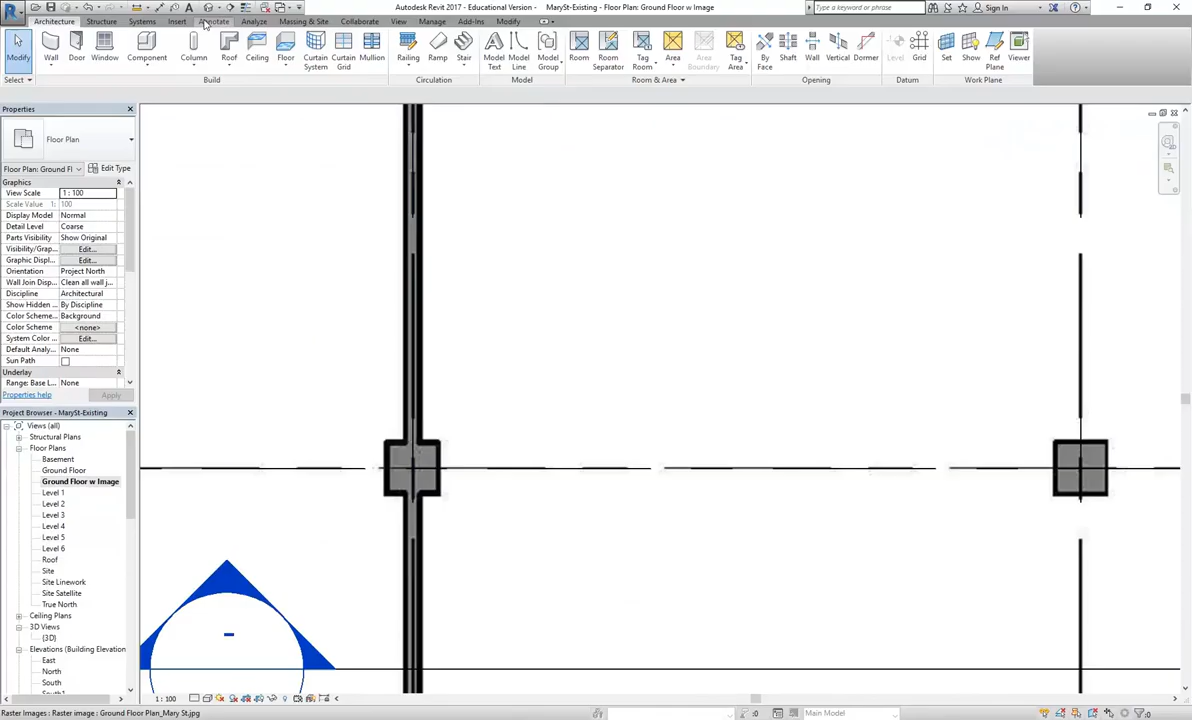 Autodesk Revit 2017 - Educational Version - MarySt-Existing - Floor Plan: Ground Floor w Image
Type a keyword or phrase
Sign In
Architecture Structure Systems Insert Annotate Analyze Massing & Site Collaborate View Manage Add-Ins Modify
Modify Wall Door Window Component Column Roof Ceiling Floor Curtain System Curtain Grid Mullion Railing Ramp Stair Model Text Model Line Model Group Room Room Separator Tag Room Area Area Boundary Tag Area By Face Shaft Wall Vertical Dormer Level Grid Set Show Ref Plane Viewer
Select Build Circulation Model Room & Area Opening Datum Work Plane
Properties
Floor Plan
Floor Plan: Ground Fl Edit Type
Graphics
View Scale 1 : 100
Scale Value 1: 100
Display Model Normal
Detail Level Coarse
Parts Visibility Show Original
Visibility/Grap... Edit...
Graphic Displ... Edit...
Orientation Project North
Wall Join Disp... Clean all wall j...
Discipline Architectural
Show Hidden ... By Discipline
Color Scheme... Background
Color Scheme <none>
System Color ... Edit...
Default Analy... None
Sun Path
Underlay
Range: Base L... None
Properties help Apply
Project Browser - MarySt-Existing
Views (all)
Structural Plans
Floor Plans
Basement
Ground Floor
Ground Floor w Image
Level 1
Level 2
Level 3
Level 4
Level 5
Level 6
Roof
Site
Site Linework
Site Satellite
True North
Ceiling Plans
3D Views
{3D}
Elevations (Building Elevation
East
North
South
South1
1 : 100
Raster Images : Raster image : Ground Floor Plan_Mary St.jpg
:0
Main Model
:0